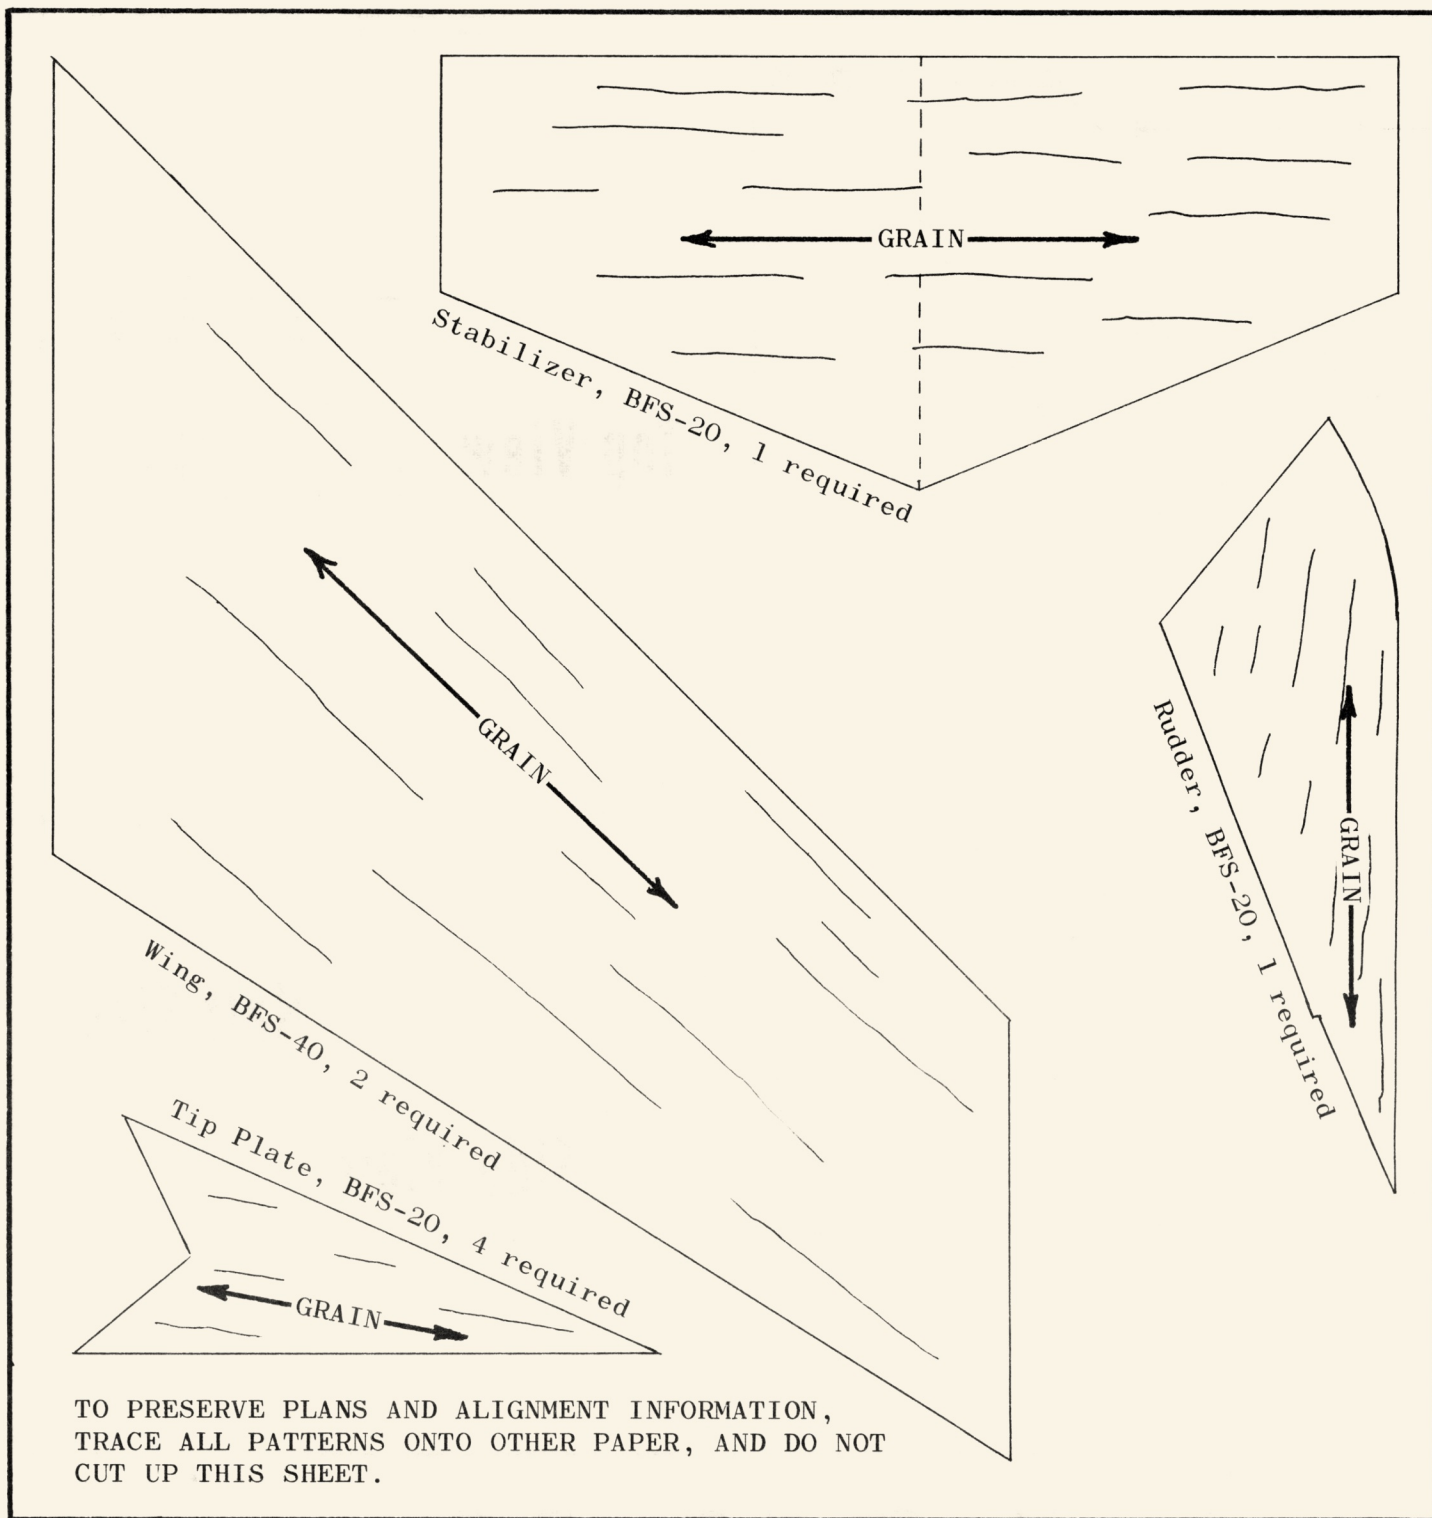 GRAIN
Stabilizer, BFS-20, 1 required
GRAIN
Wing, BFS-40, 2 required
GRAIN
Rudder, BFS-20, 1 required
Tip Plate, BFS-20, 4 required
GRAIN
TO PRESERVE PLANS AND ALIGNMENT INFORMATION,
TRACE ALL PATTERNS ONTO OTHER PAPER, AND DO NOT
CUT UP THIS SHEET.